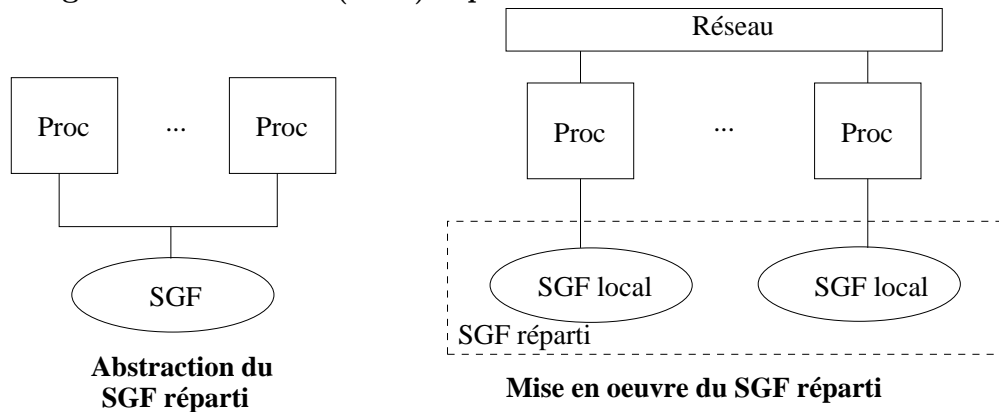 Réseau
Proc ... Proc
Proc ... Proc
SGF
SGF local SGF local
SGF réparti
Abstraction du
SGF réparti
Mise en oeuvre du SGF réparti